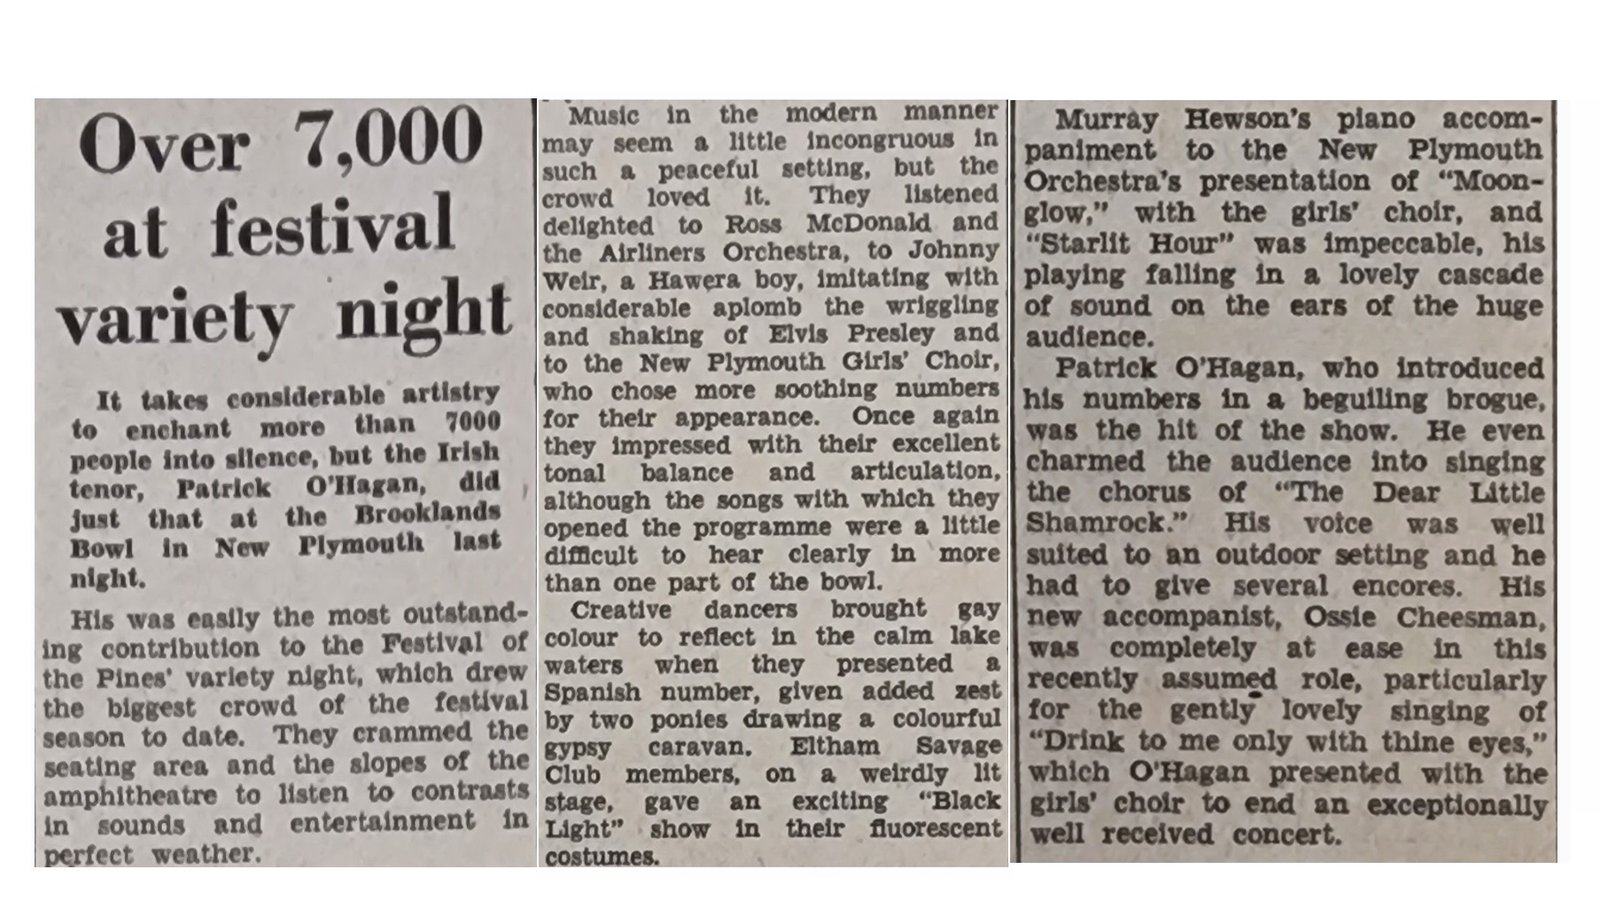 Over 7,000
at festival
variety night
It takes considerable artistry
to enchant more than 7000
people into silence, but the Irish
tenor, Patrick O'Hagan, did
just that at the Brooklands
Bowl in New Plymouth last
night.
His was easily the most outstand-
ing contribution to the Festival of
the Pines' variety night, which drew
the biggest crowd of the festival
season to date. They crammed the
seating area and the slopes of the
amphitheatre to listen to contrasts
in sounds and entertainment in
perfect weather.
Music in the modern manner
may seem a little incongruous in
such a peaceful setting, but the
crowd loved it. They listened
delighted to Ross McDonald and
the Airliners Orchestra, to Johnny
Weir, a Hawera boy, imitating with
considerable aplomb the wriggling
and shaking of Elvis Presley and
to the New Plymouth Girls' Choir,
who chose more soothing numbers
for their appearance. Once again
they impressed with their excellent
tonal balance and articulation,
although the songs with which they
opened the programme were a little
difficult to hear clearly in more
than one part of the bowl.
Creative dancers brought gay
colour to reflect in the calm lake
waters when they presented a
Spanish number, given added zest
by two ponies drawing a colourful
gypsy caravan. Eltham Savage
Club members, on a weirdly lit
stage, gave an exciting "Black
Light" show in their fluorescent
costumes.
Murray Hewson's piano accom-
paniment to the New Plymouth
Orchestra's presentation of "Moon-
glow," with the girls' choir, and
"Starlit Hour" was impeccable, his
playing falling in a lovely cascade
of sound on the ears of the huge
audience.
Patrick O'Hagan, who introduced
his numbers in a beguiling brogue,
was the hit of the show. He even
charmed the audience into singing
the chorus of "The Dear Little
Shamrock." His voice was well
suited to an outdoor setting and he
had to give several encores. His
new accompanist, Ossie Cheesman,
was completely at ease in this
recently assumed role, particularly
for the gently lovely singing of
"Drink to me only with thine eyes,"
which O'Hagan presented with the
girls' choir to end an exceptionally
well received concert.